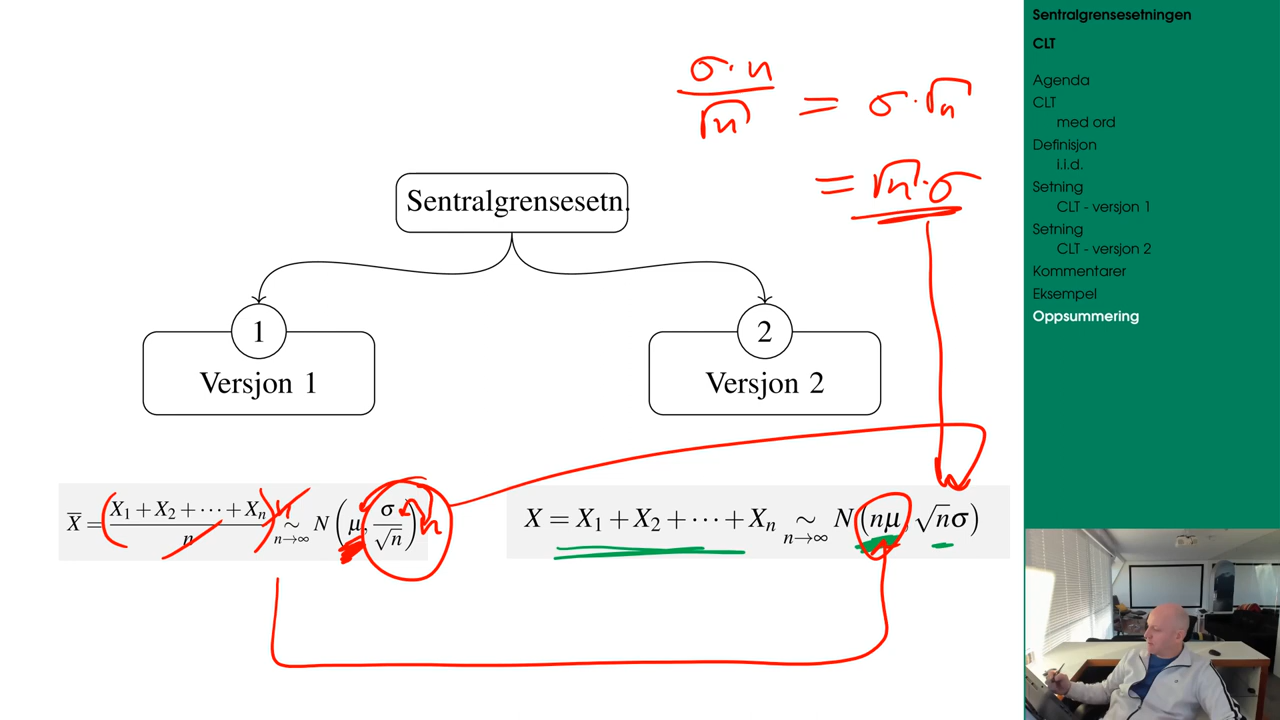 σ·n / √n = σ·√n
= √n·σ
Sentralgrensesetn.
1
Versjon 1
2
Versjon 2
X̄ = (X₁ + X₂ + ⋯ + Xₙ / n) n ∼ n→∞ N(μ, σ/√n) n
X = X₁ + X₂ + ⋯ + Xₙ ∼ n→∞ N(nμ, √nσ)
Sentralgrensesetningen
CLT
Agenda
CLT
med ord
Definisjon
i.i.d.
Setning
CLT - versjon 1
Setning
CLT - versjon 2
Kommentarer
Eksempel
Oppsummering